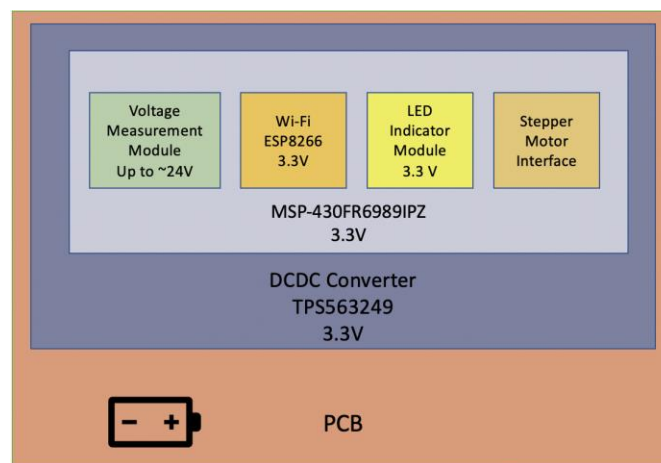 Voltage
Measurement
Module
Up to ~24V
Wi-Fi
ESP8266
3.3V
LED
Indicator
Module
3.3 V
Stepper
Motor
Interface
MSP-430FR6989IPZ
3.3V
DCDC Converter
TPS563249
3.3V
PCB